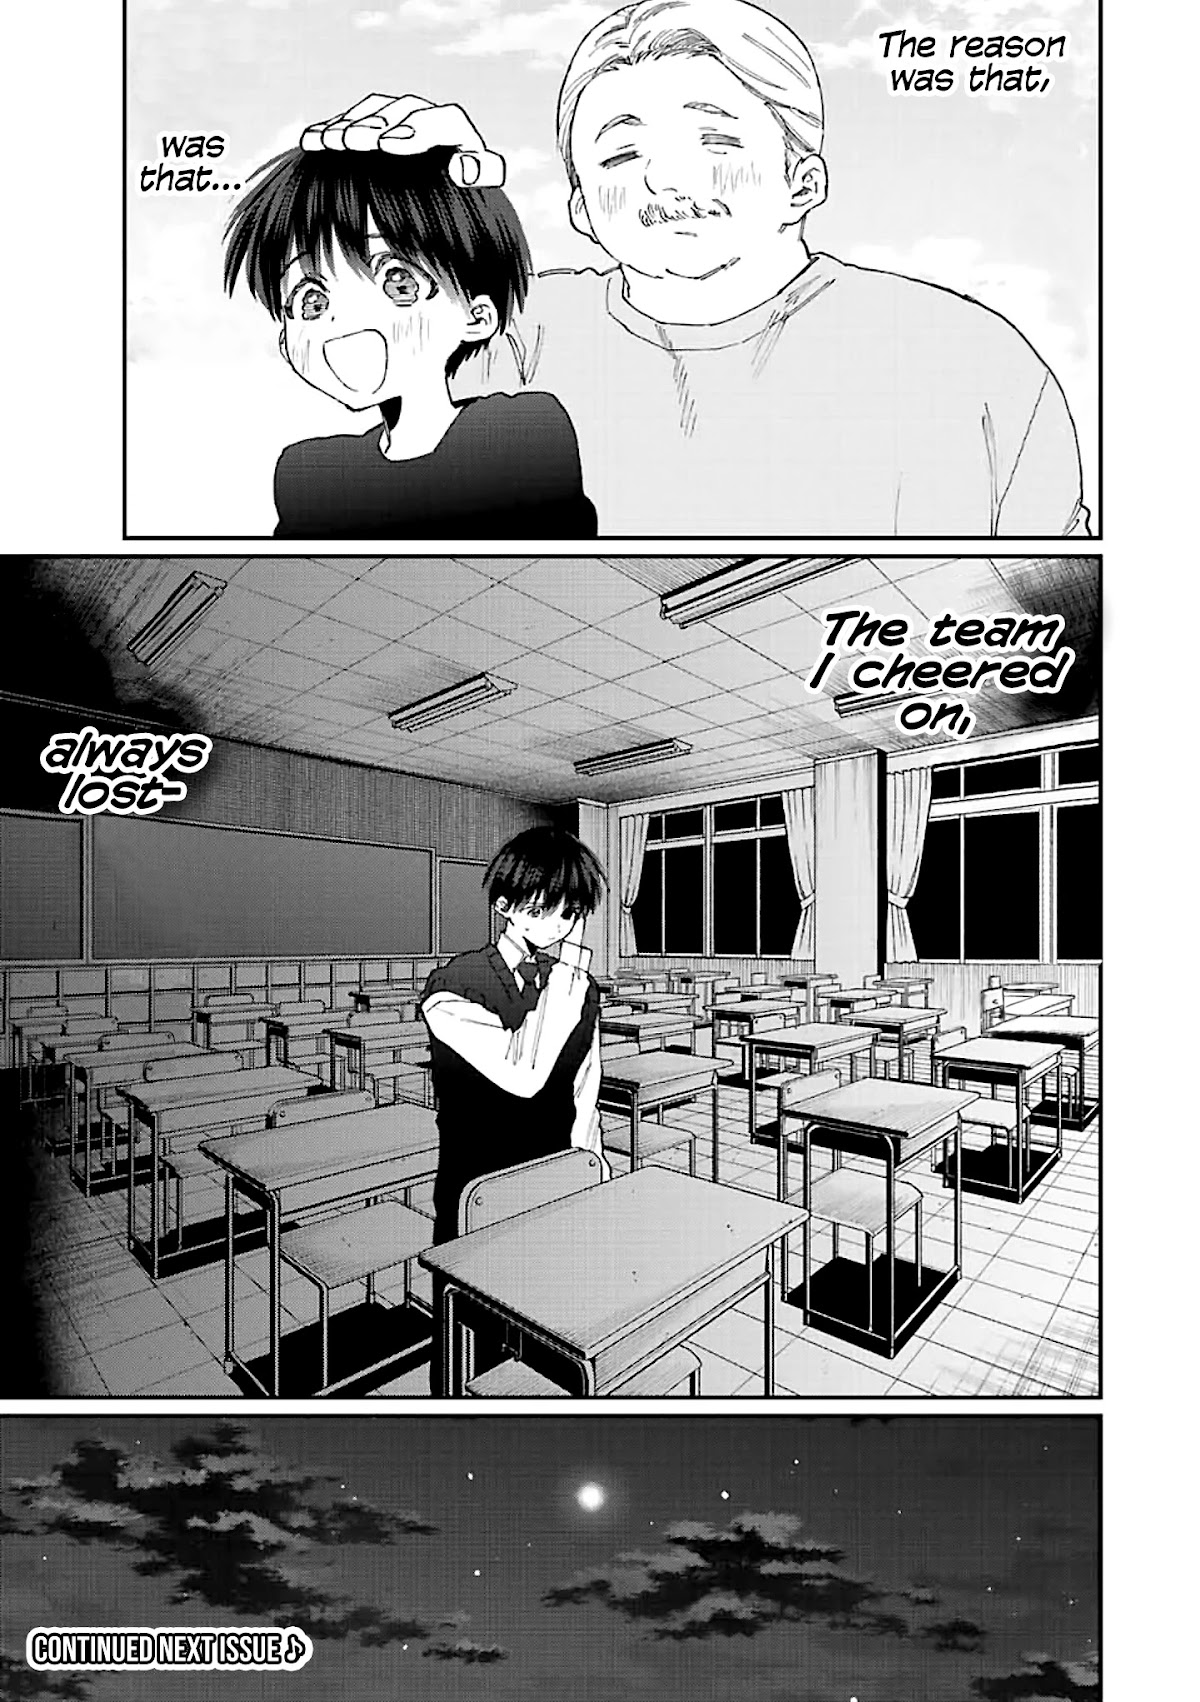 The reason
was that,
was
that...
The team
I cheered
on,
always
lost-
CONTINUED NEXT ISSUE ♪